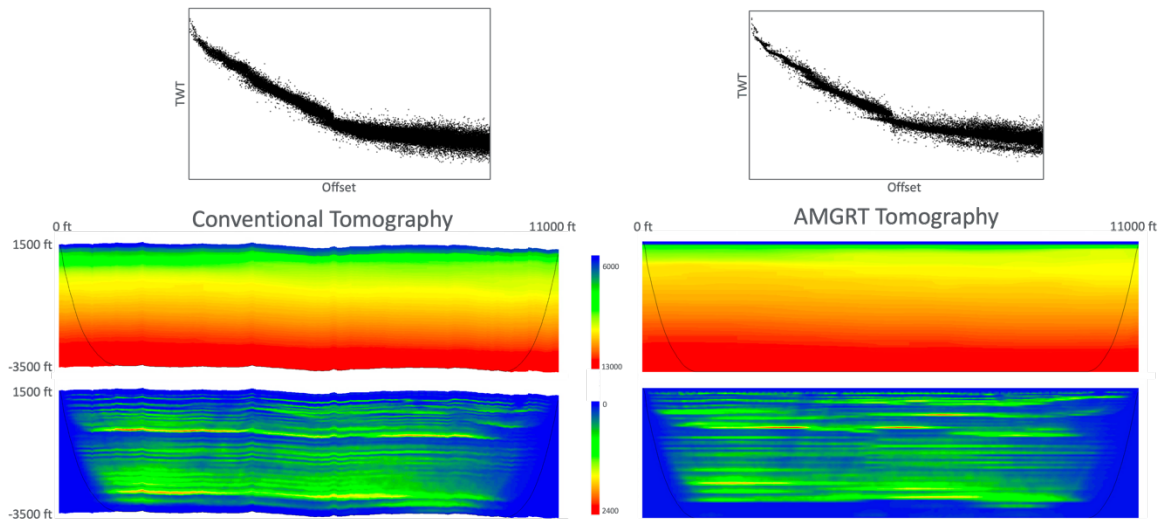 TWT
Offset
TWT
Offset
Conventional Tomography
0 ft
11000 ft
1500 ft
-3500 ft
6000
13000
1500 ft
-3500 ft
0
2400
AMGRT Tomography
0 ft
11000 ft